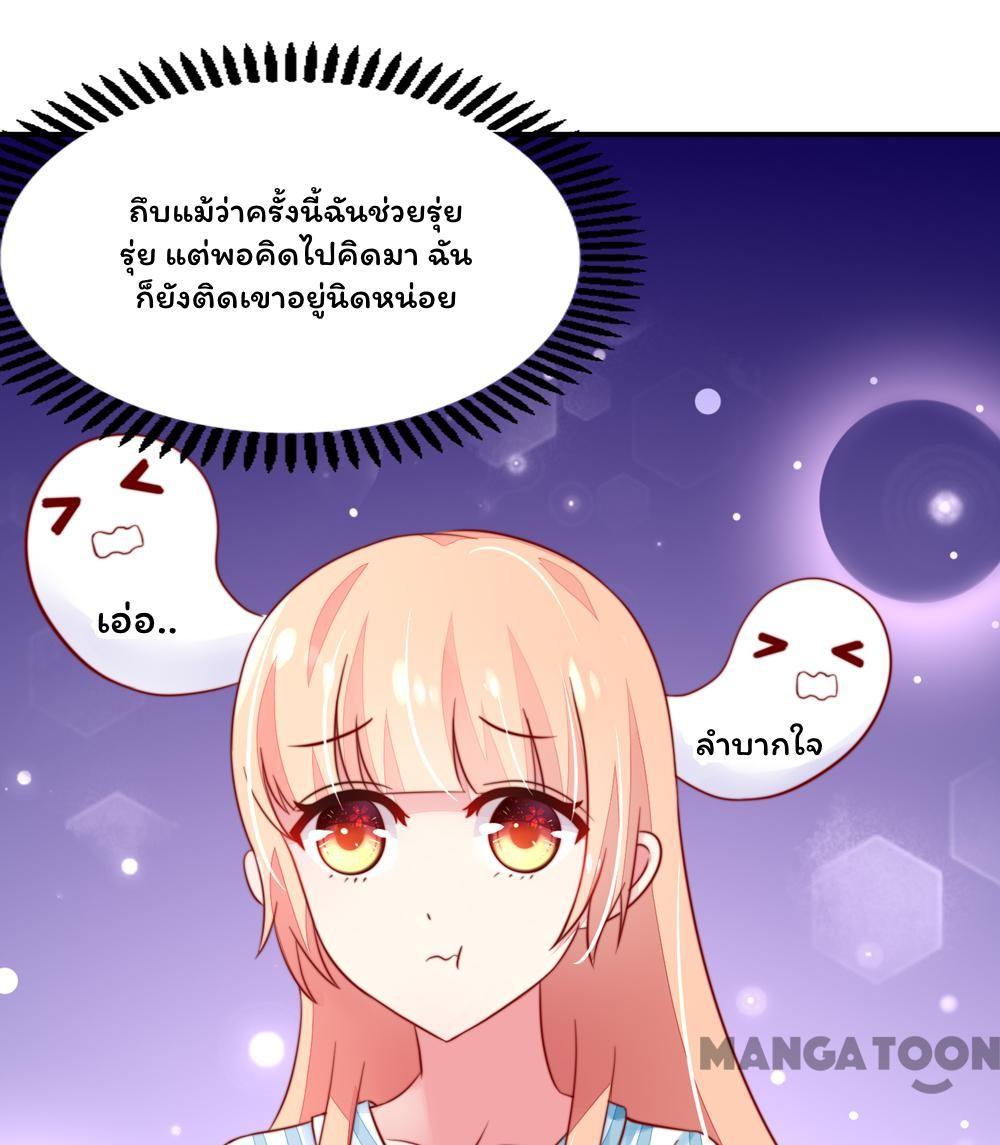 ถึบแม้ว่าครั้งนี้ฉันช่วยรุ่ย
รุ่ย แต่พอคิดไปคิดมา ฉัน
ก็ยังติดเขาอยู่นิดหน่อย
เอ่อ..
ลำบากใจ
MANGATOON